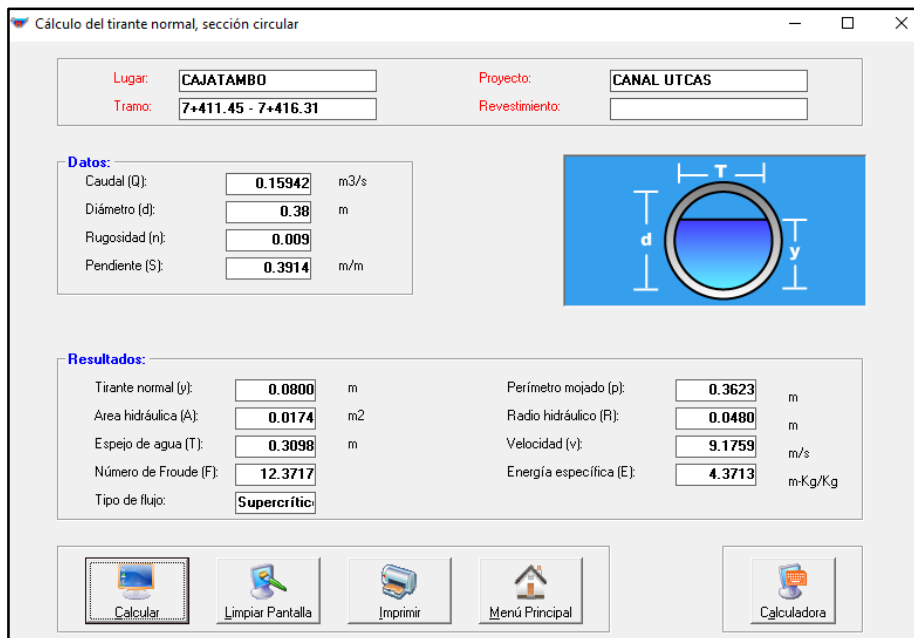 Cálculo del tirante normal, sección circular
Lugar: CAJATAMBO Proyecto: CANAL UTCAS
Tramo: 7+411.45 - 7+416.31 Revestimiento:
Datos:
Caudal (Q): 0.15942 m3/s
Diámetro (d): 0.38 m
Rugosidad (n): 0.009
Pendiente (S): 0.3914 m/m
T
d
y
Resultados:
Tirante normal (y): 0.0800 m Perímetro mojado (p): 0.3623 m
Area hidráulica (A): 0.0174 m2 Radio hidráulico (R): 0.0480 m
Espejo de agua (T): 0.3098 m Velocidad (v): 9.1759 m/s
Número de Froude (F): 12.3717 Energía específica (E): 4.3713 m-Kg/Kg
Tipo de flujo: Supercrític
Calcular Limpiar Pantalla Imprimir Menú Principal Calculadora